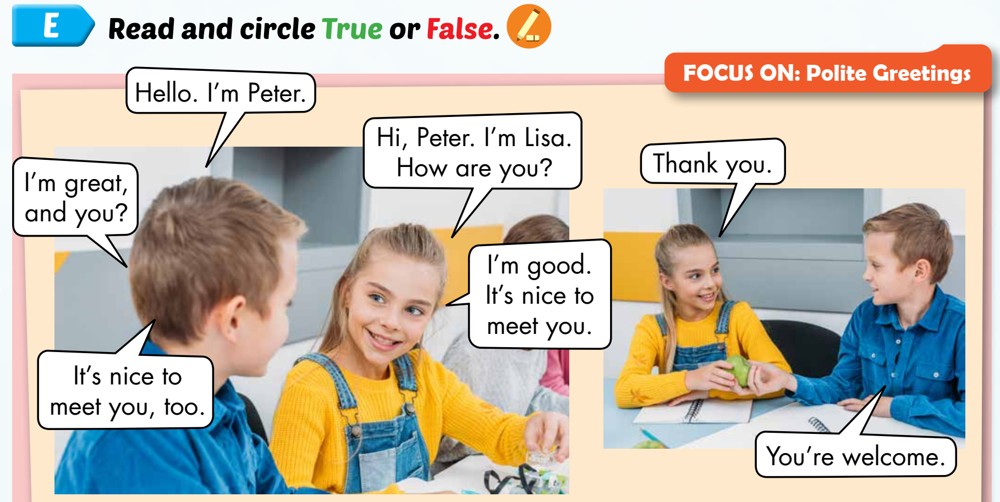 E Read and circle True or False.
FOCUS ON: Polite Greetings
Hello. I'm Peter.
Hi, Peter. I'm Lisa.
How are you?
I'm great,
and you?
I'm good.
It's nice to
meet you.
It's nice to
meet you, too.
Thank you.
You're welcome.